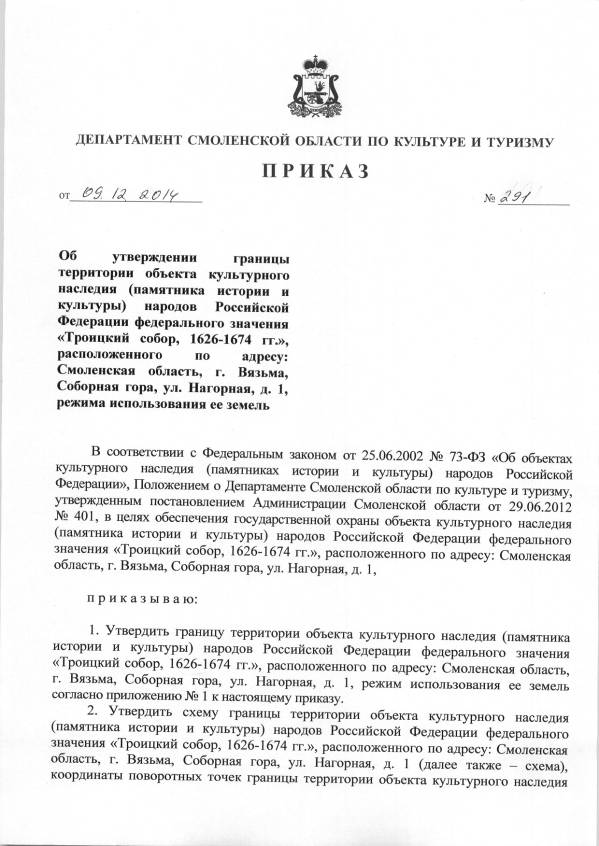 ДЕПАРТАМЕНТ СМОЛЕНСКОЙ ОБЛАСТИ ПО КУЛЬТУРЕ И ТУРИЗМУ
ПРИКАЗ
от 09.12 2014 № 291
Об утверждении границы
территории объекта культурного
наследия (памятника истории и
культуры) народов Российской
Федерации федерального значения
«Троицкий собор, 1626-1674 гг.»,
расположенного по адресу:
Смоленская область, г. Вязьма,
Соборная гора, ул. Нагорная, д. 1,
режима использования ее земель
В соответствии с Федеральным законом от 25.06.2002 № 73-ФЗ «Об объектах
культурного наследия (памятниках истории и культуры) народов Российской
Федерации», Положением о Департаменте Смоленской области по культуре и туризму,
утвержденным постановлением Администрации Смоленской области от 29.06.2012
№ 401, в целях обеспечения государственной охраны объекта культурного наследия
(памятника истории и культуры) народов Российской Федерации федерального
значения «Троицкий собор, 1626-1674 гг.», расположенного по адресу: Смоленская
область, г. Вязьма, Соборная гора, ул. Нагорная, д. 1,
приказываю:
1. Утвердить границу территории объекта культурного наследия (памятника
истории и культуры) народов Российской Федерации федерального значения
«Троицкий собор, 1626-1674 гг.», расположенного по адресу: Смоленская область,
г. Вязьма, Соборная гора, ул. Нагорная, д. 1, режим использования ее земель
согласно приложению № 1 к настоящему приказу.
2. Утвердить схему границы территории объекта культурного наследия
(памятника истории и культуры) народов Российской Федерации федерального
значения «Троицкий собор, 1626-1674 гг.», расположенного по адресу: Смоленская
область, г. Вязьма, Соборная гора, ул. Нагорная, д. 1 (далее также – схема),
координаты поворотных точек границы территории объекта культурного наследия